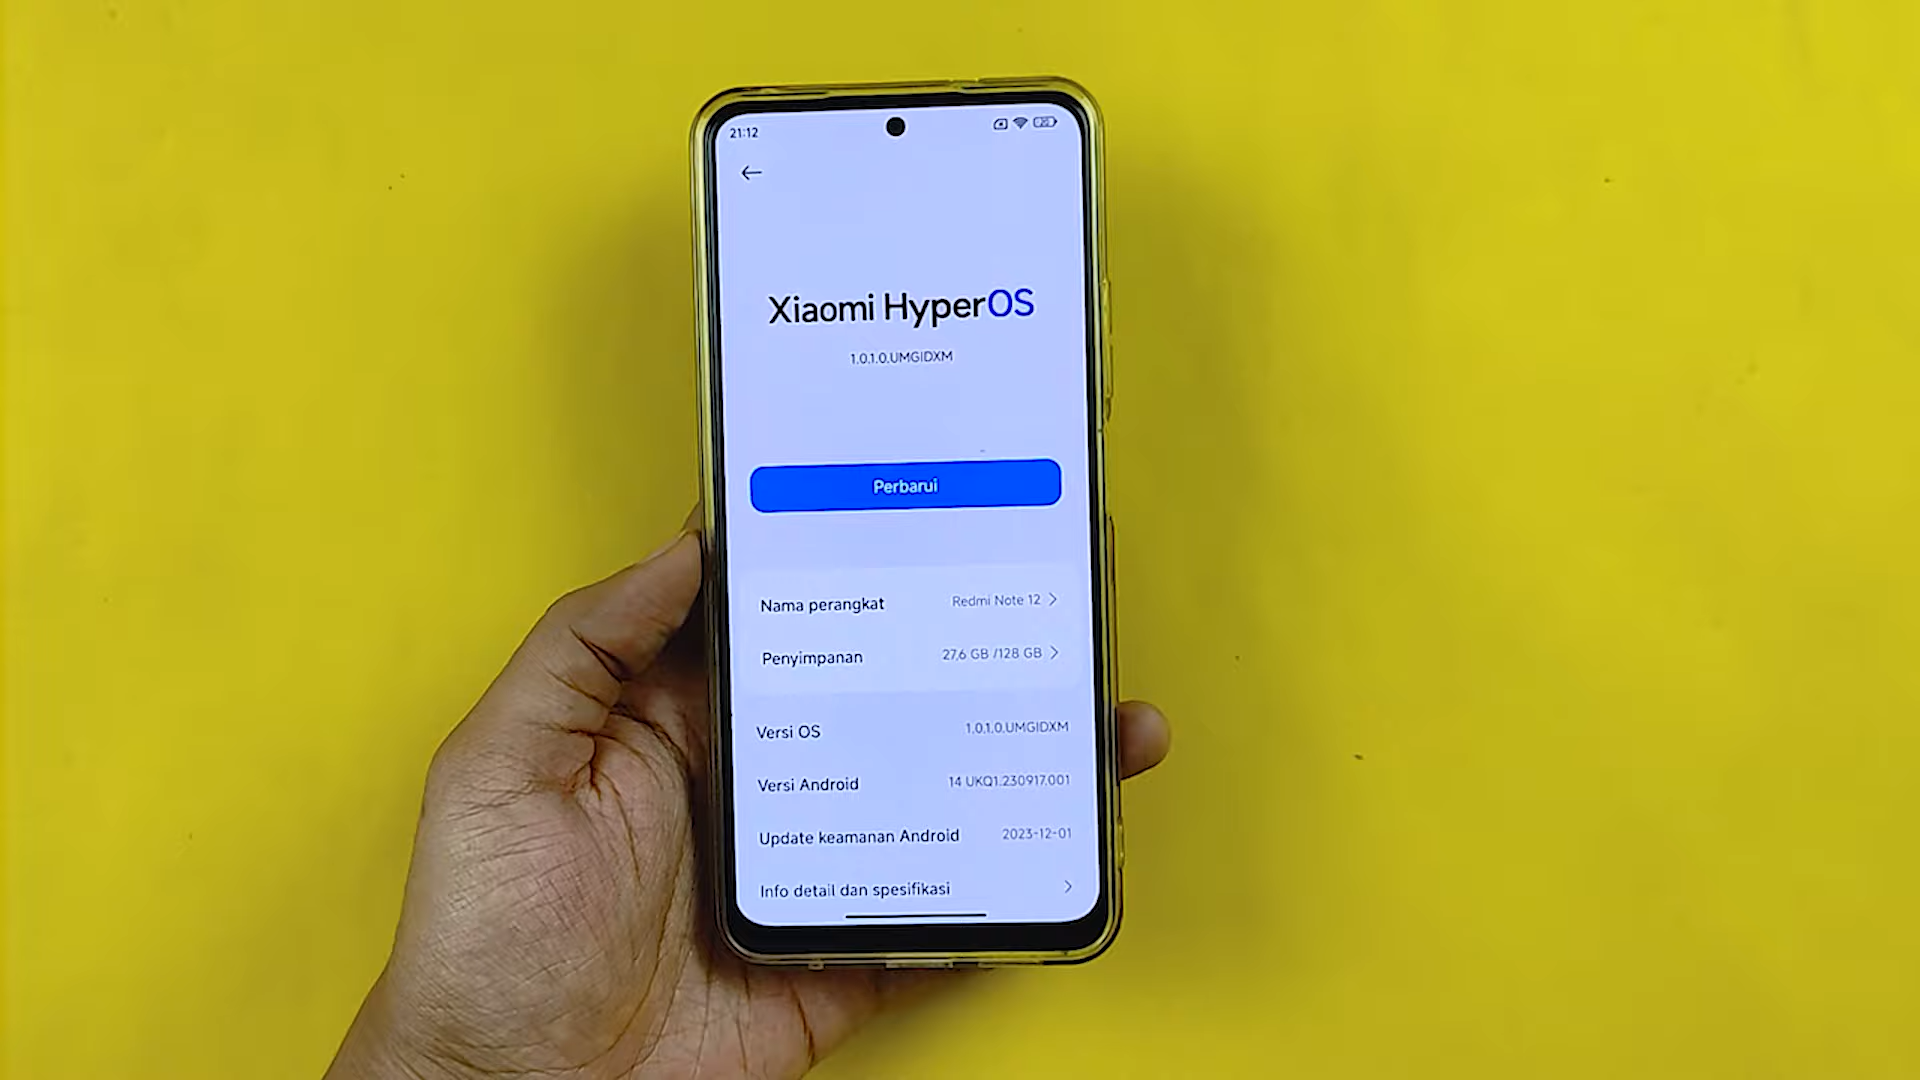 21:12
20
Xiaomi HyperOS
1.0.1.0.UMGIDXM
Perbarui
Nama perangkat Redmi Note 12
Penyimpanan 27,6 GB /128 GB
Versi OS 1.0.1.0.UMGIDXM
Versi Android 14 UKQ1.230917.001
Update keamanan Android 2023-12-01
Info detail dan spesifikasi